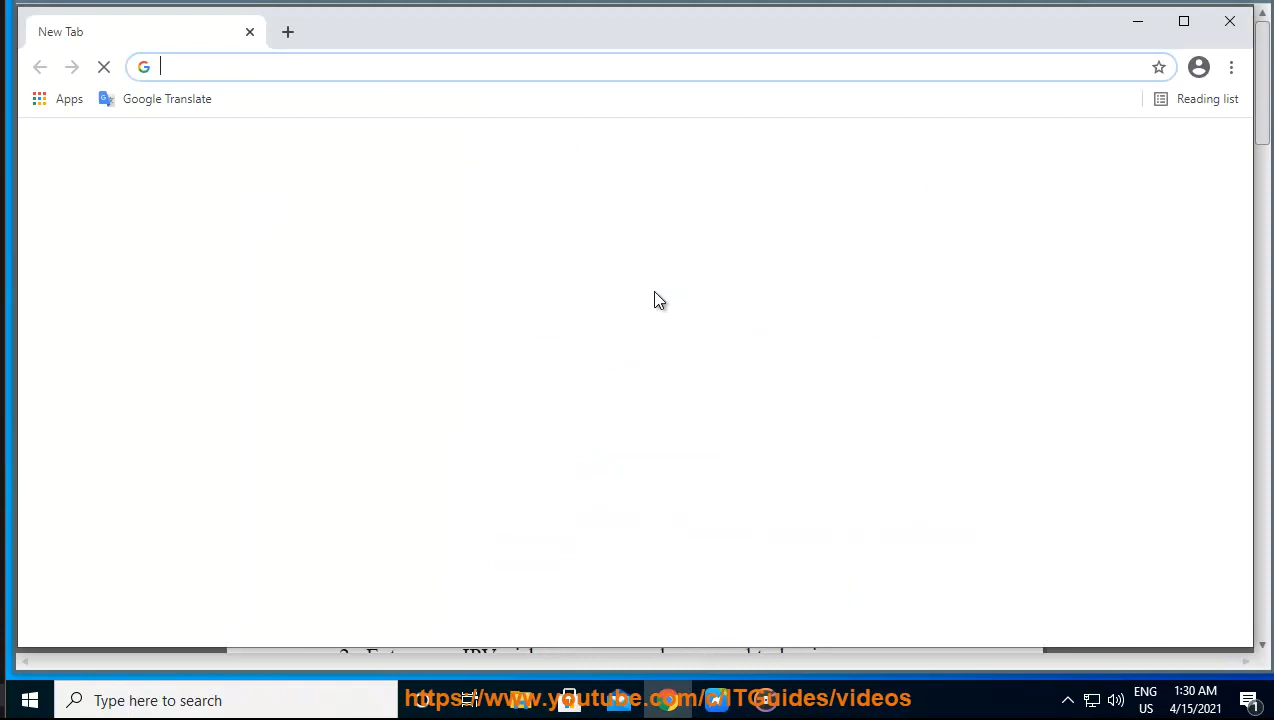 New Tab
Apps
Google Translate
Reading list
Type here to search
https://www.youtube.com/c/ITGuides/videos
ENG
US
1:30 AM
4/15/2021
1